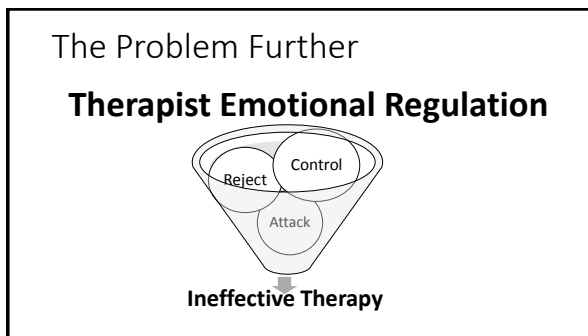 The Problem Further
Therapist Emotional Regulation
Control
Reject
Attack
Ineffective Therapy